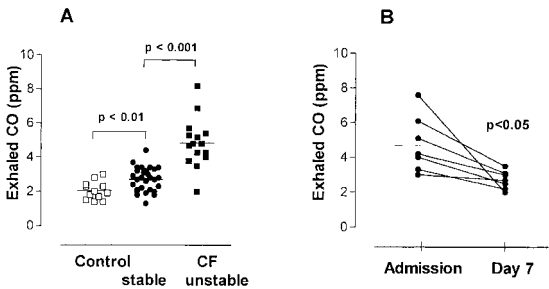 A
p < 0.001
p < 0.01
Exhaled CO (ppm)
10
8
6
4
2
0
Control
stable
CF
unstable
B
p<0.05
Exhaled CO (ppm)
10
8
6
4
2
0
Admission
Day 7